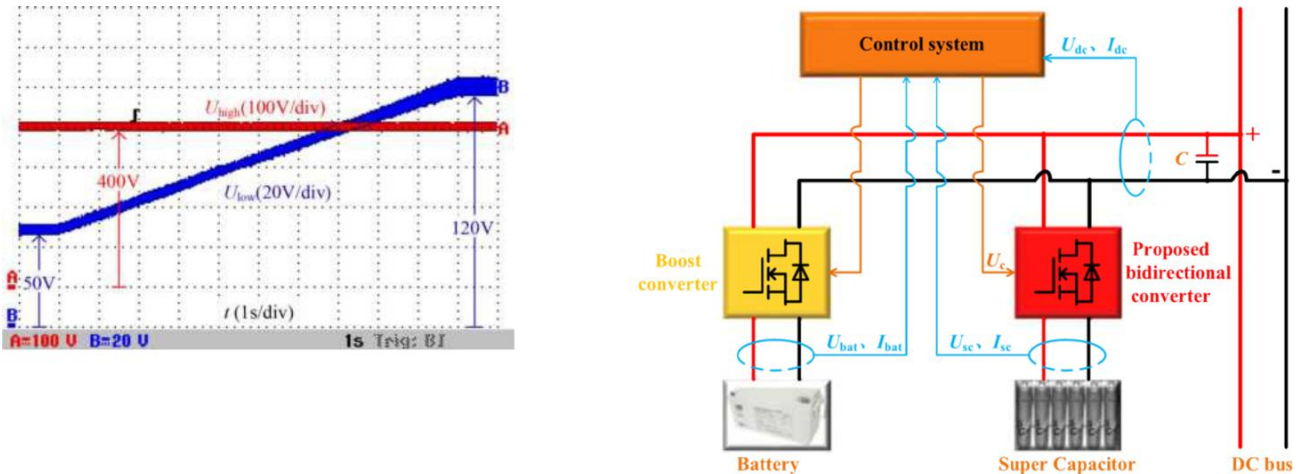 B
U_high(100V/div)
A
400V
U_low(20V/div)
120V
A
50V
B
t (1s/div)
A=100 V B=20 V 1s Trig: BI
Control system
U_dc、I_dc
+
C
-
Boost
converter
U_c
Proposed
bidirectional
converter
U_bat、I_bat
U_sc、I_sc
Battery
Super Capacitor
DC bus